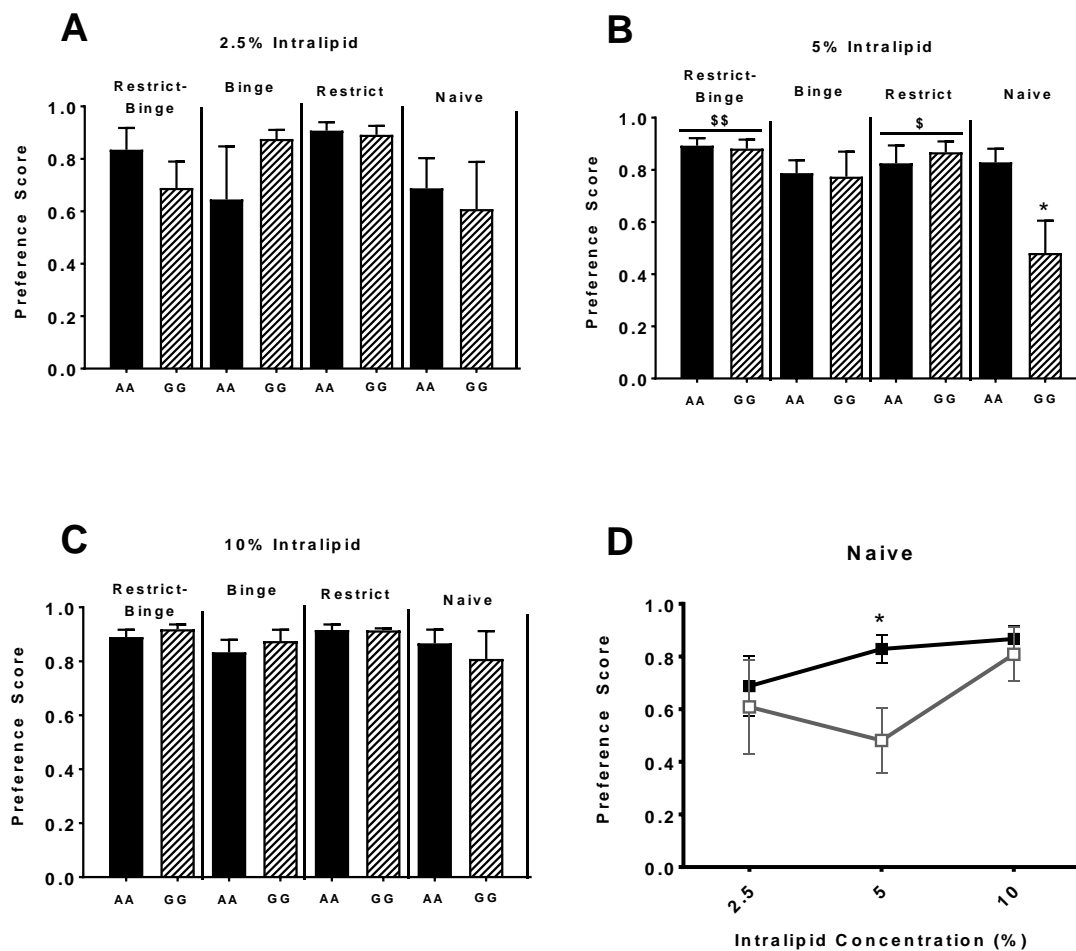 A
2.5% Intralipid
Restrict-
Binge
Binge
Restrict
Naive
Preference Score
1.0
0.8
0.6
0.4
0.2
0.0
AA GG AA GG AA GG AA GG
B
5% Intralipid
Restrict-
Binge
Binge
Restrict
Naive
Preference Score
1.0
0.8
0.6
0.4
0.2
0.0
$$
$
*
AA GG AA GG AA GG AA GG
C
10% Intralipid
Restrict-
Binge
Binge
Restrict
Naive
Preference Score
1.0
0.8
0.6
0.4
0.2
0.0
AA GG AA GG AA GG AA GG
D
Naive
Preference Score
1.0
0.8
0.6
0.4
0.2
0.0
*
2.5 5 10
Intralipid Concentration (%)